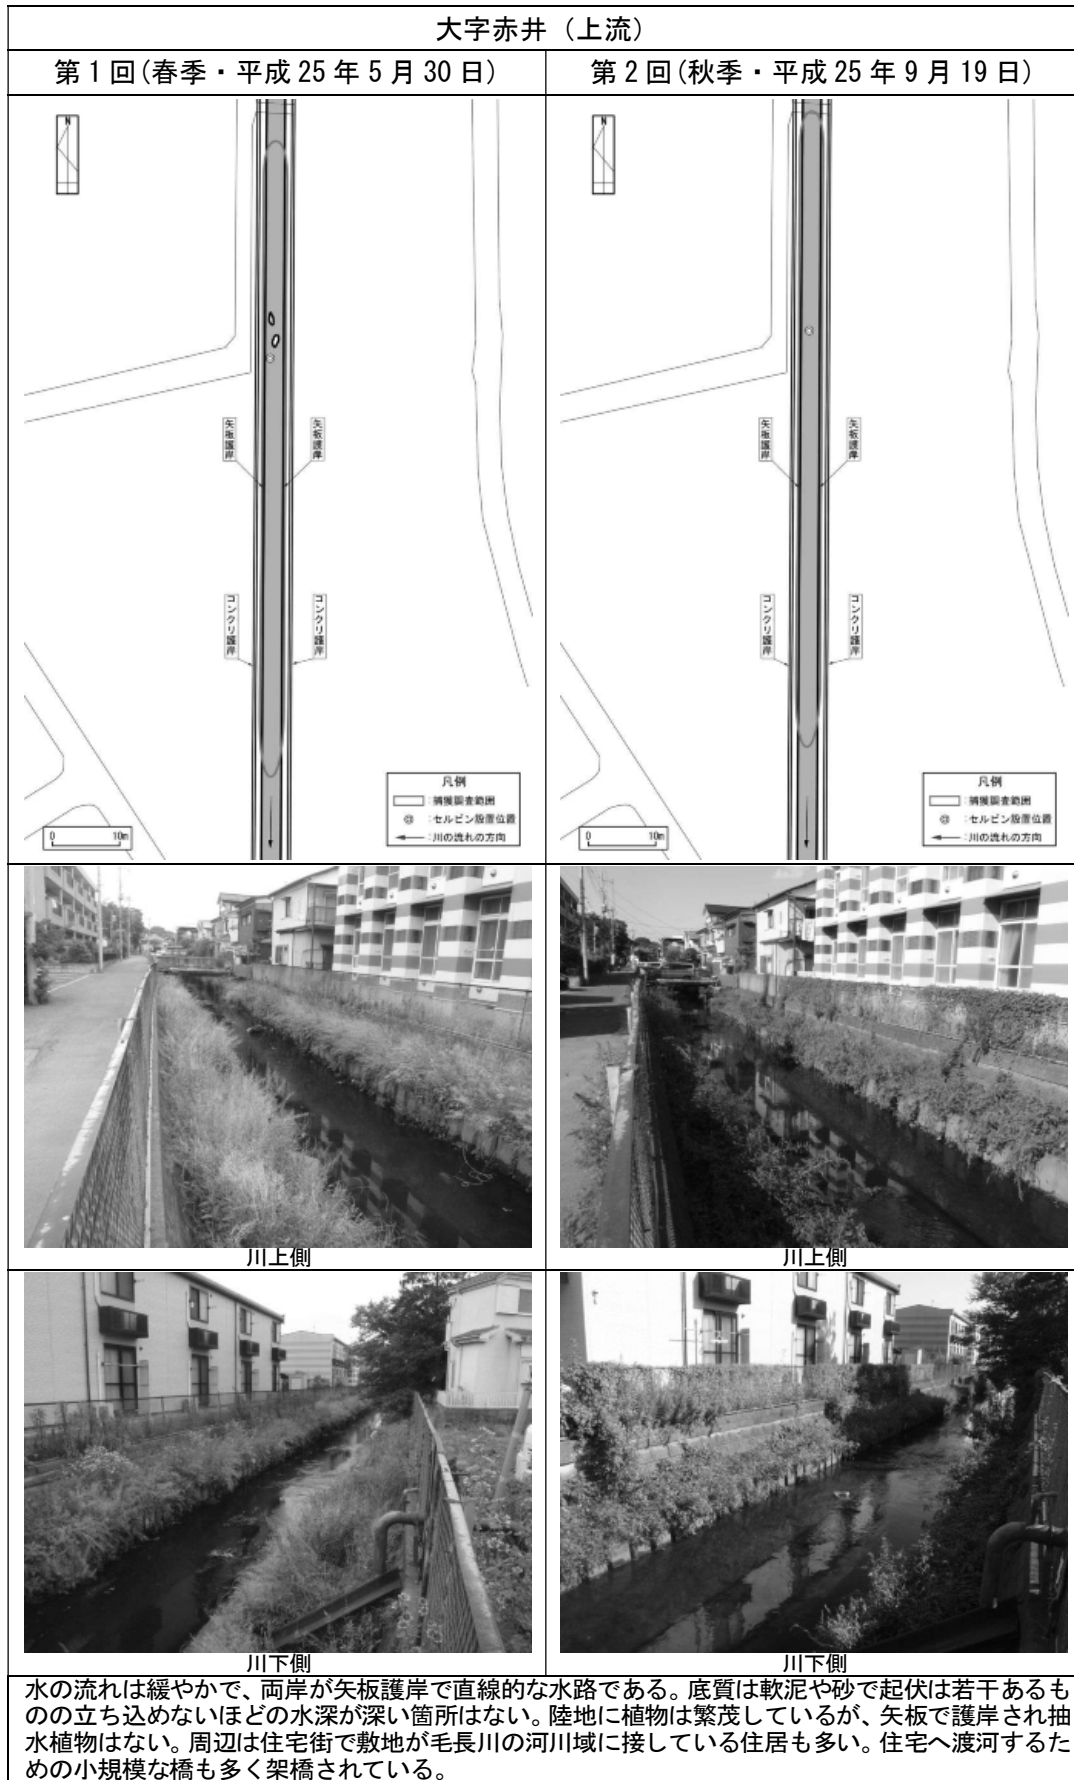 大字赤井（上流）
第１回(春季・平成 25 年 5 月 30 日)
第２回(秋季・平成 25 年 9 月 19 日)
N
矢板護岸
矢板護岸
コンクリ護岸
コンクリ護岸
凡例
：捕獲調査範囲
：セルビン設置位置
：川の流れの方向
0 10m
N
矢板護岸
矢板護岸
コンクリ護岸
コンクリ護岸
凡例
：捕獲調査範囲
：セルビン設置位置
：川の流れの方向
0 10m
川上側
川上側
川下側
川下側
水の流れは緩やかで、両岸が矢板護岸で直線的な水路である。底質は軟泥や砂で起伏は若干あるも
のの立ち込めないほどの水深が深い箇所はない。陸地に植物は繁茂しているが、矢板で護岸され抽
水植物はない。周辺は住宅街で敷地が毛長川の河川域に接している住居も多い。住宅へ渡河するた
めの小規模な橋も多く架橋されている。